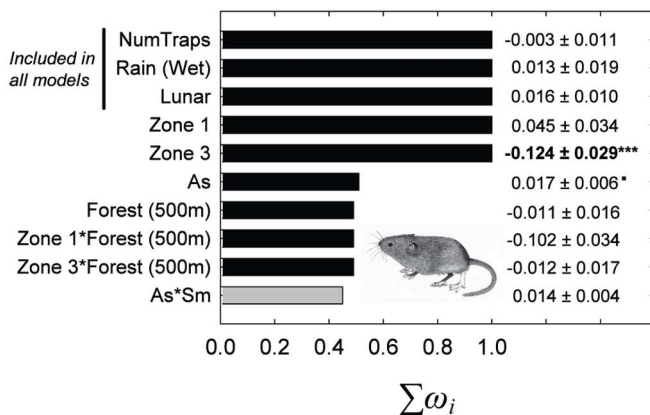 Included in
all models
NumTraps -0.003 ± 0.011
Rain (Wet) 0.013 ± 0.019
Lunar 0.016 ± 0.010
Zone 1 0.045 ± 0.034
Zone 3 -0.124 ± 0.029***
As 0.017 ± 0.006▪
Forest (500m) -0.011 ± 0.016
Zone 1*Forest (500m) -0.102 ± 0.034
Zone 3*Forest (500m) -0.012 ± 0.017
As*Sm 0.014 ± 0.004
0.0 0.2 0.4 0.6 0.8 1.0
∑ωi